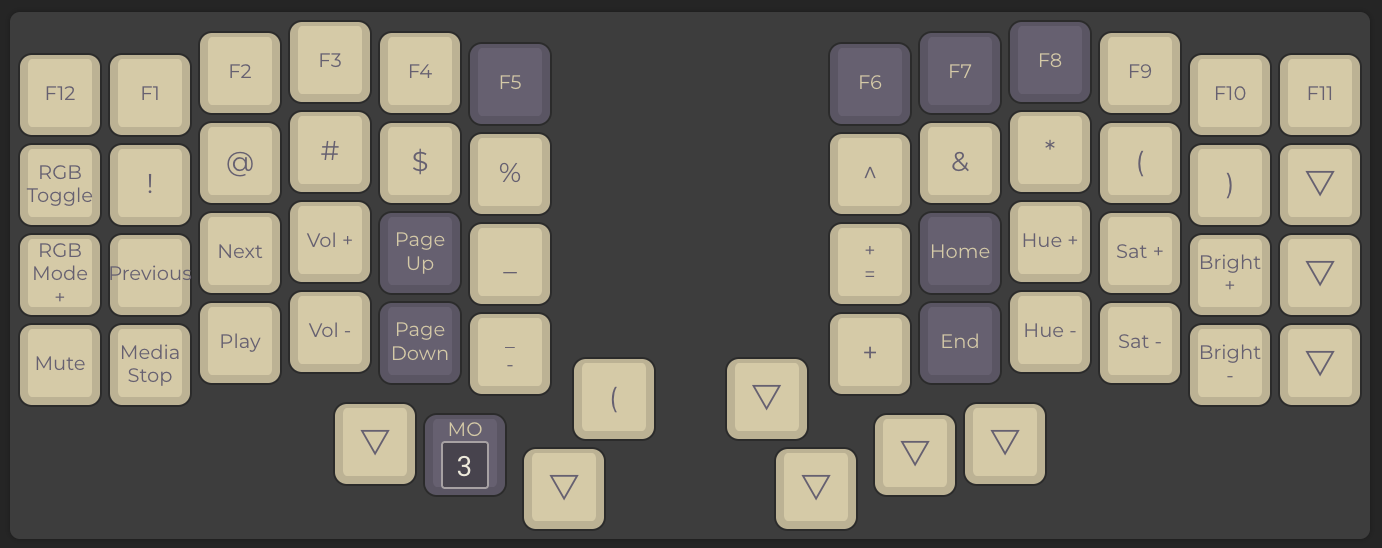 F12 F1 F2 F3 F4 F5 F6 F7 F8 F9 F10 F11
RGB
Toggle
! @ # $ % ^ & * ( ) ▽
RGB
Mode
+
Previous Next Vol +
Page
Up
_
+
=
Home Hue + Sat +
Bright
+
▽
Mute
Media
Stop
Play Vol -
Page
Down
_
-
(
▽
+
End Hue - Sat -
Bright
-
▽
▽
MO
3
▽ ▽ ▽ ▽